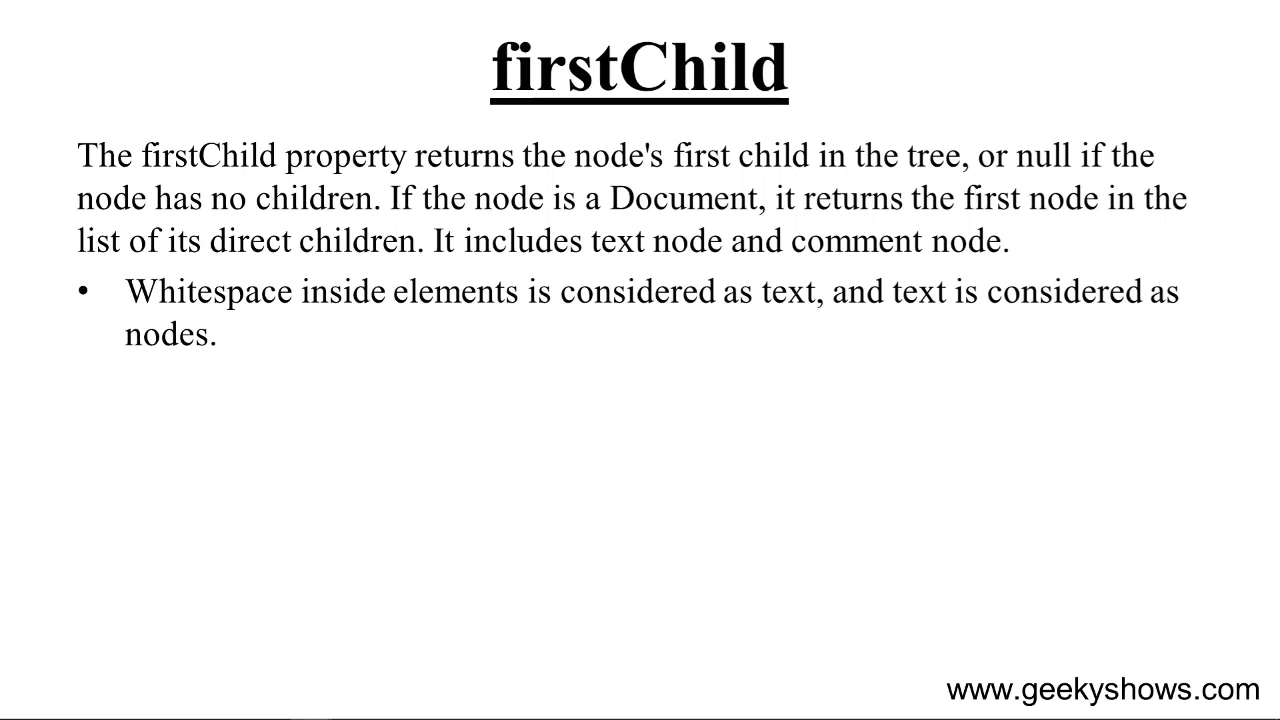 firstChild
The firstChild property returns the node's first child in the tree, or null if the
node has no children. If the node is a Document, it returns the first node in the
list of its direct children. It includes text node and comment node.
• Whitespace inside elements is considered as text, and text is considered as
nodes.
www.geekyshows.com